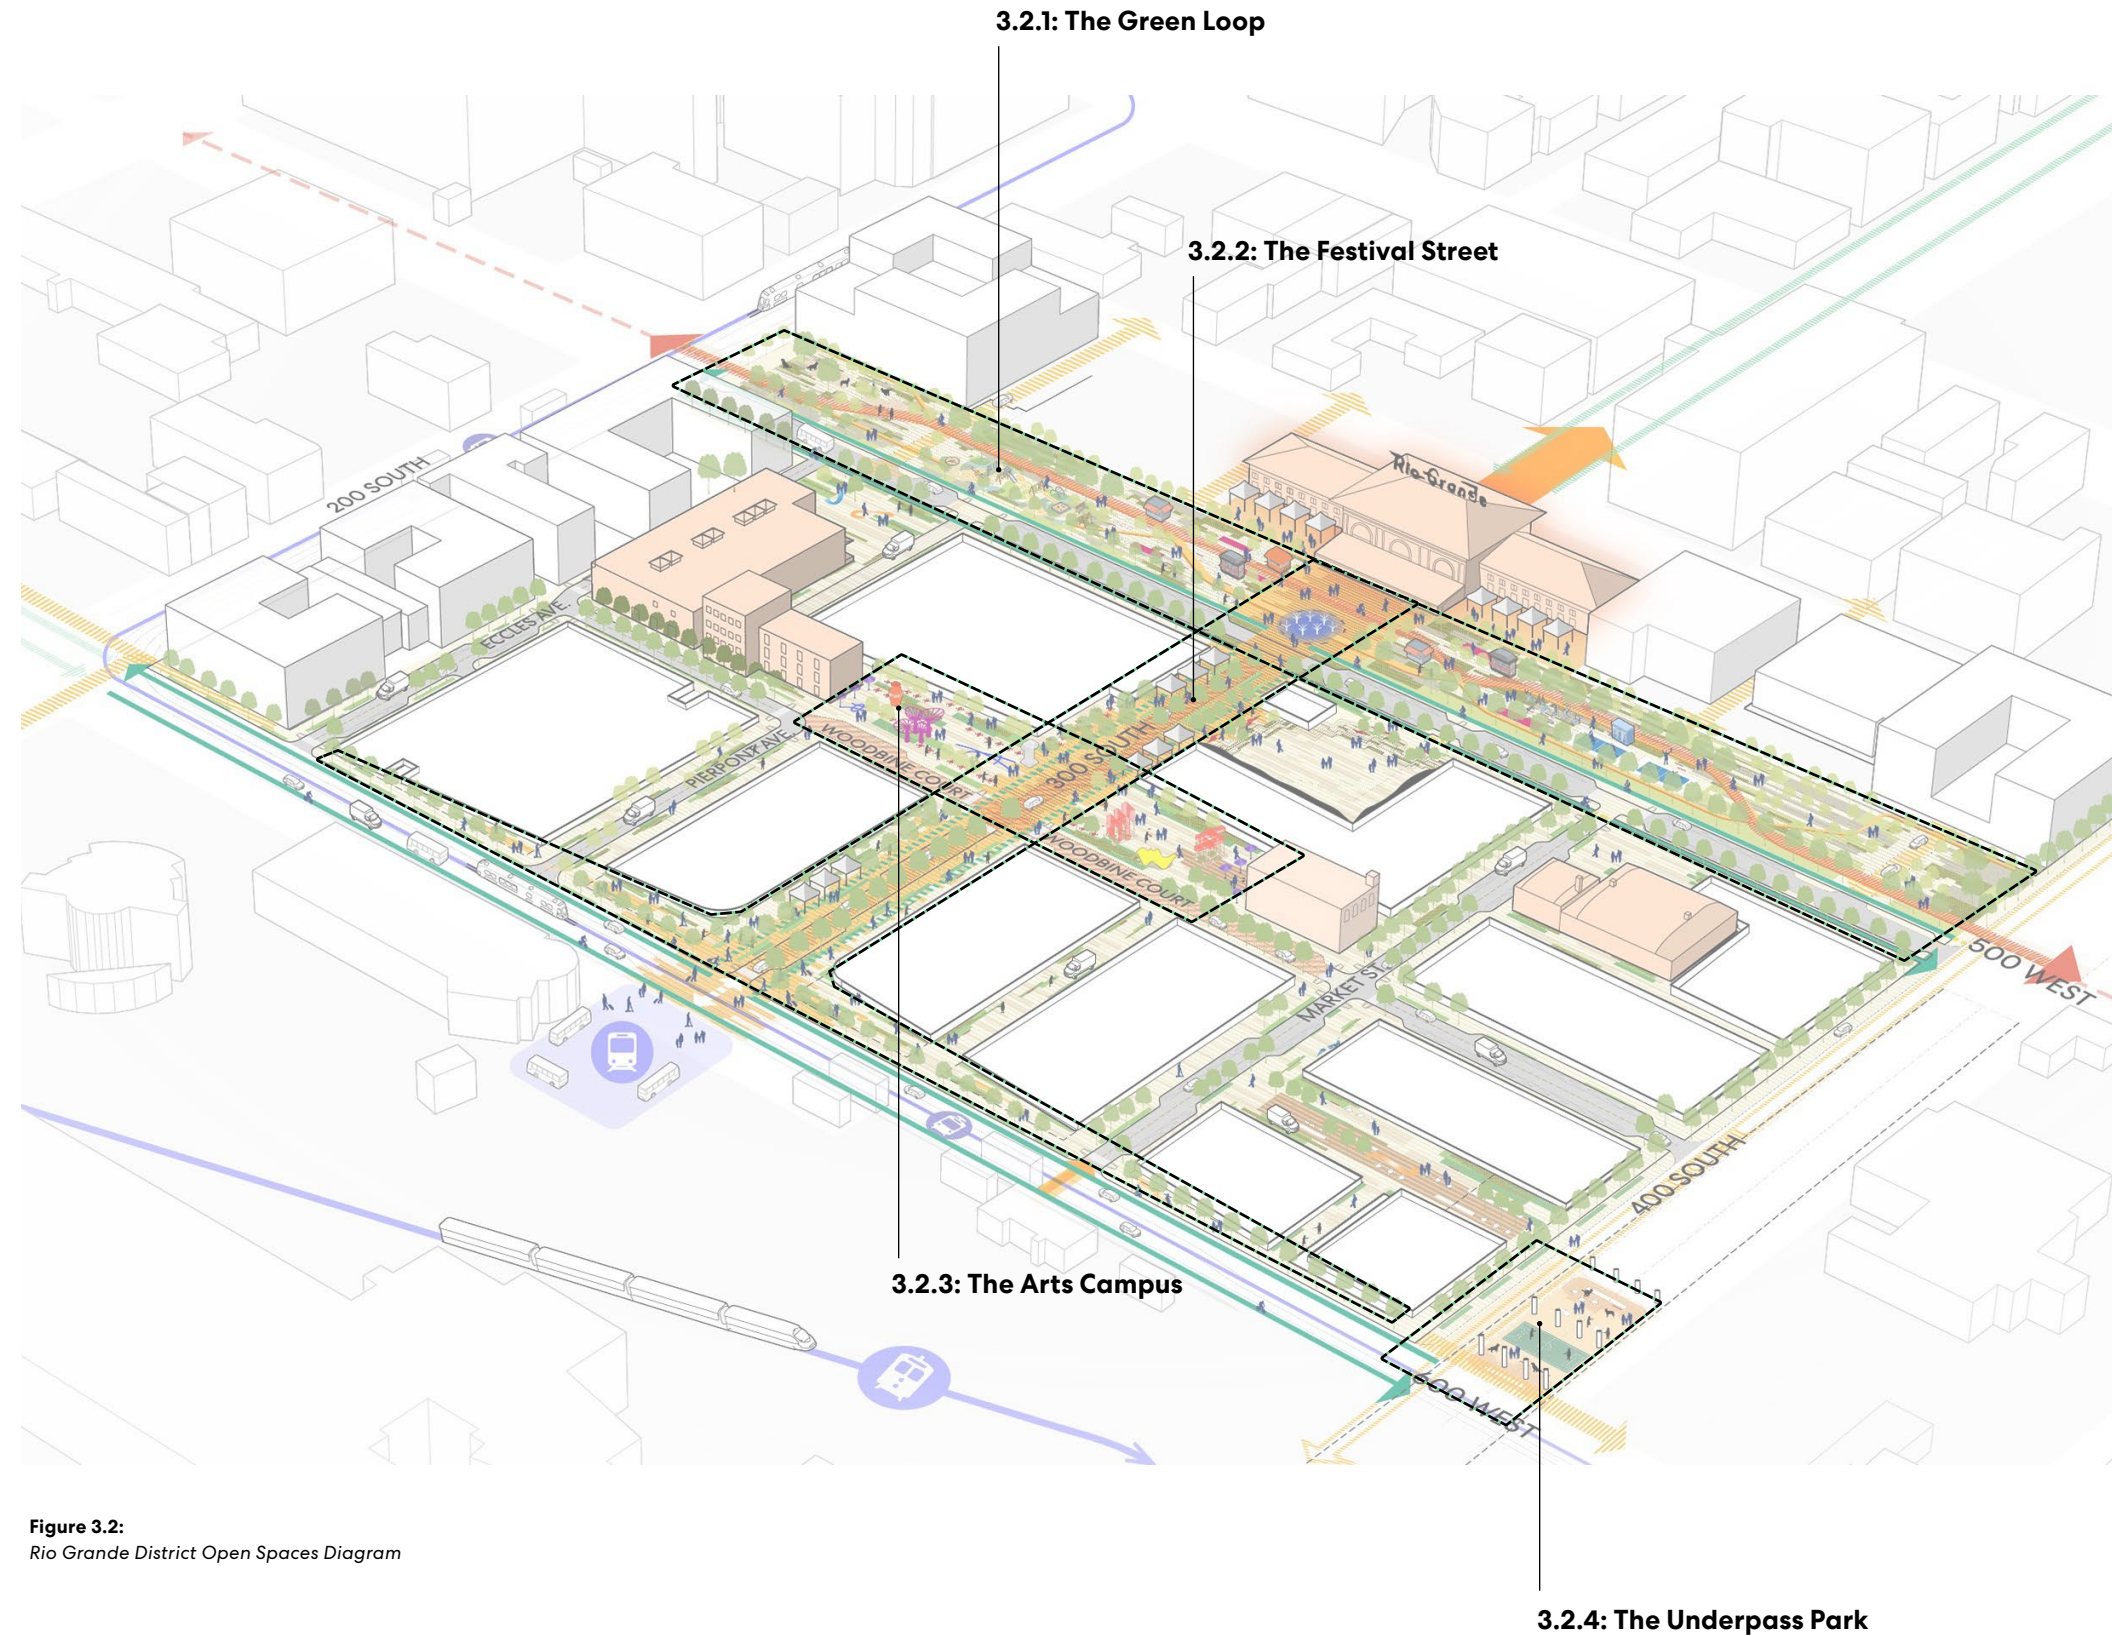 3.2.1: The Green Loop
3.2.2: The Festival Street
Rio Grande
200 SOUTH
ECCLES AVE.
PIERPONT AVE.
WOODBINE COURT
300 SOUTH
WOODBINE COURT
MARKET ST.
500 WEST
400 SOUTH
3.2.3: The Arts Campus
600 WEST
Figure 3.2:
Rio Grande District Open Spaces Diagram
3.2.4: The Underpass Park